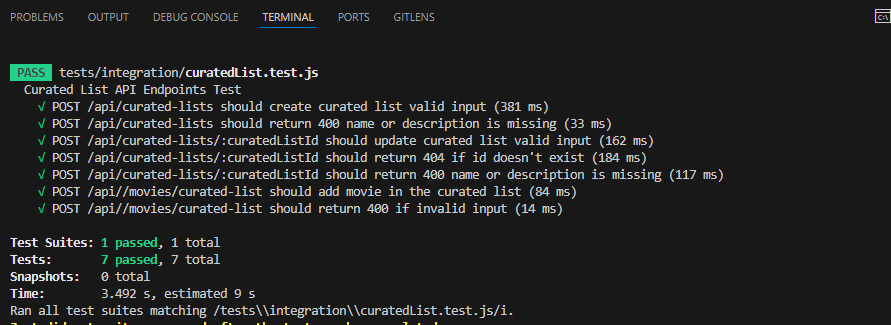 PROBLEMS OUTPUT DEBUG CONSOLE TERMINAL PORTS GITLENS
PASS tests/integration/curatedList.test.js
Curated List API Endpoints Test
√ POST /api/curated-lists should create curated list valid input (381 ms)
√ POST /api/curated-lists should return 400 name or description is missing (33 ms)
√ POST /api/curated-lists/:curatedListId should update curated list valid input (162 ms)
√ POST /api/curated-lists/:curatedListId should return 404 if id doesn't exist (184 ms)
√ POST /api/curated-lists/:curatedListId should return 400 name or description is missing (117 ms)
√ POST /api//movies/curated-list should add movie in the curated list (84 ms)
√ POST /api//movies/curated-list should return 400 if invalid input (14 ms)
Test Suites: 1 passed, 1 total
Tests: 7 passed, 7 total
Snapshots: 0 total
Time: 3.492 s, estimated 9 s
Ran all test suites matching /tests\\integration\\curatedList.test.js/i.